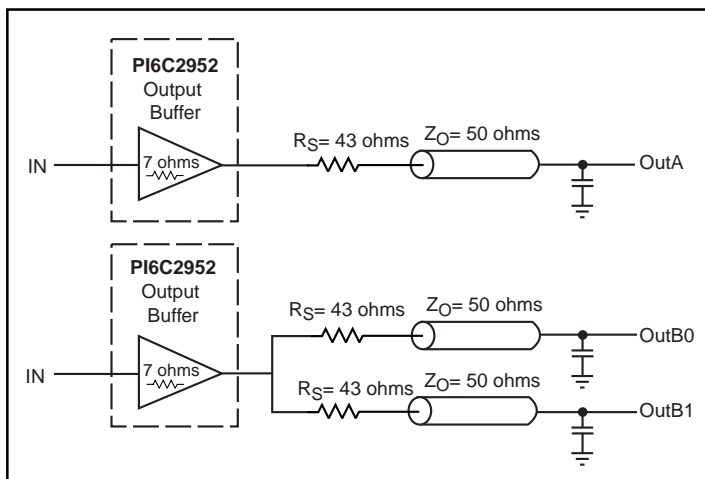 PI6C2952
Output
Buffer
IN
7 ohms
RS= 43 ohms
ZO= 50 ohms
OutA
PI6C2952
Output
Buffer
IN
7 ohms
RS= 43 ohms
ZO= 50 ohms
OutB0
RS= 43 ohms
ZO= 50 ohms
OutB1